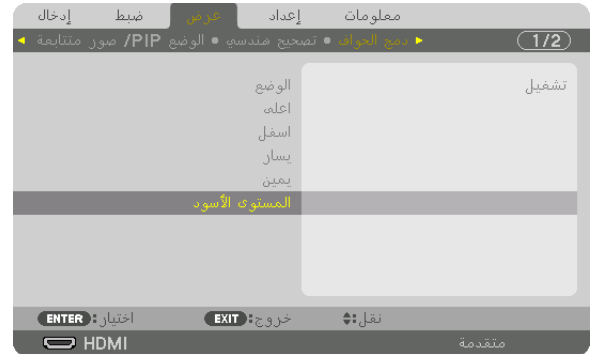 إدخال ضبط عرض إعداد معلومات
دمج الحواف • تصحيح هندسي • الوضع PIP/ صور متتابعة 1/2
الوضع تشغيل
اعلى
اسفل
يسار
يمين
المستوى الأسود
ENTER: اختيار EXIT: خروج نقل:
HDMI متقدمة